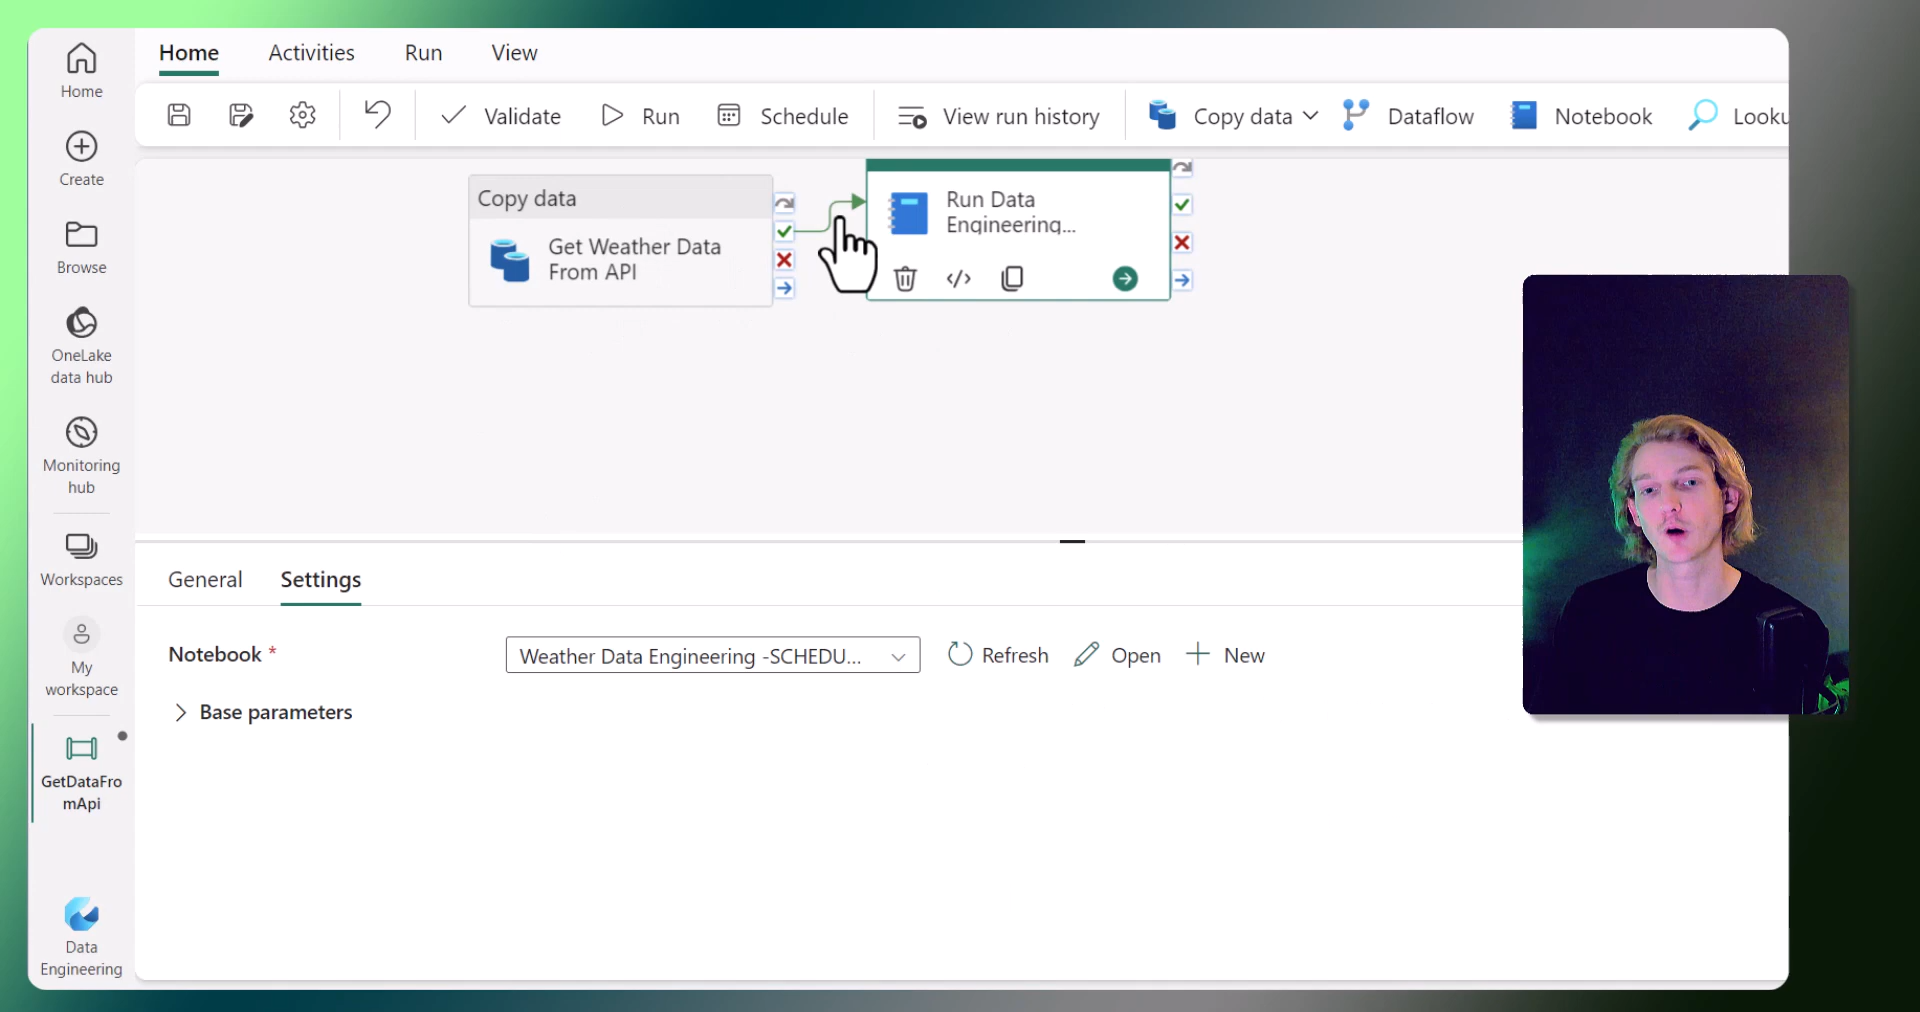 Home
Activities
Run
View
Validate
Run
Schedule
View run history
Copy data
Dataflow
Notebook
Looku
Home
Create
Browse
OneLake
data hub
Monitoring
hub
Workspaces
My
workspace
GetDataFro
mApi
Data
Engineering
Copy data
Get Weather Data
From API
Run Data
Engineering...
General
Settings
Notebook *
Weather Data Engineering -SCHEDU...
Refresh
Open
New
Base parameters